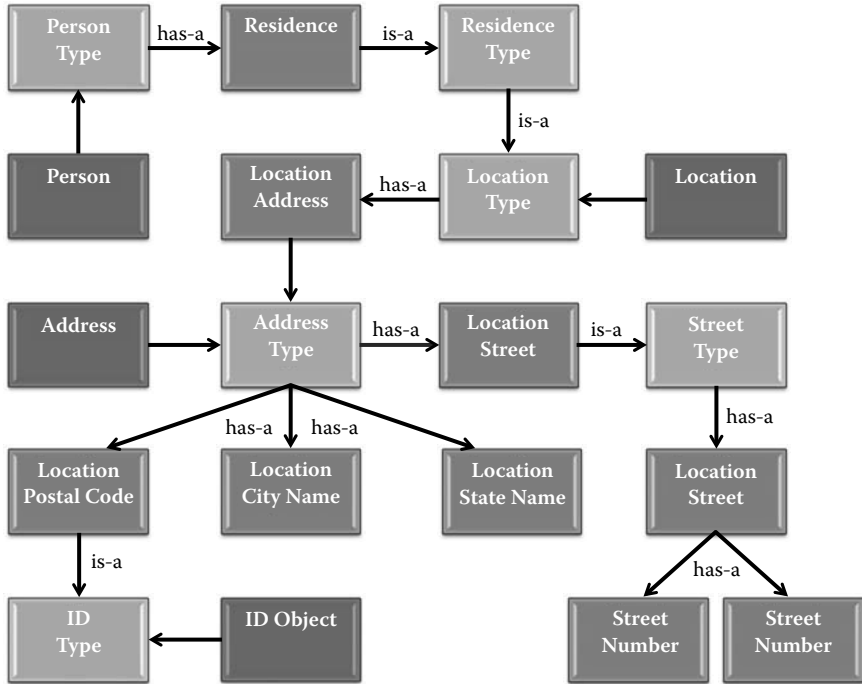 Person
Type
has-a
Residence
is-a
Residence
Type
is-a
Person
Location
Address
has-a
Location
Type
Location
Address
Address
Type
has-a
Location
Street
is-a
Street
Type
has-a
has-a
has-a
Location
Postal Code
Location
City Name
Location
State Name
Location
Street
is-a
has-a
ID
Type
ID Object
Street
Number
Street
Number